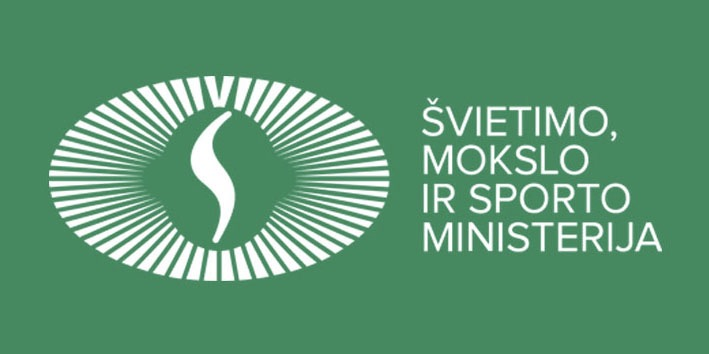 ŠVIETIMO,
MOKSLO
IR SPORTO
MINISTERIJA